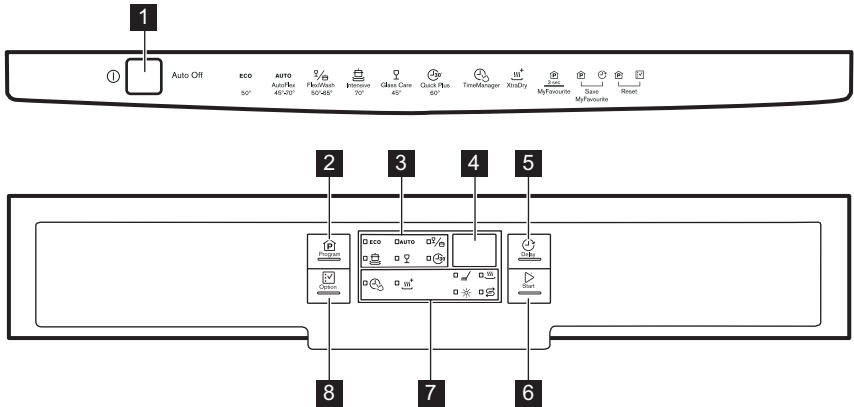 1
Auto Off
ECO
50°
AUTO
AutoFlex
45°-70°
FlexiWash
50°-65°
Intensive
70°
Glass Care
45°
30'
Quick Plus
60°
TimeManager
XtraDry
P
3 sec
MyFavourite
P
Save
MyFavourite
P
Reset
2
3
4
5
P
Program
ECO
AUTO
30'
Delay
Option
Start
8
7
6